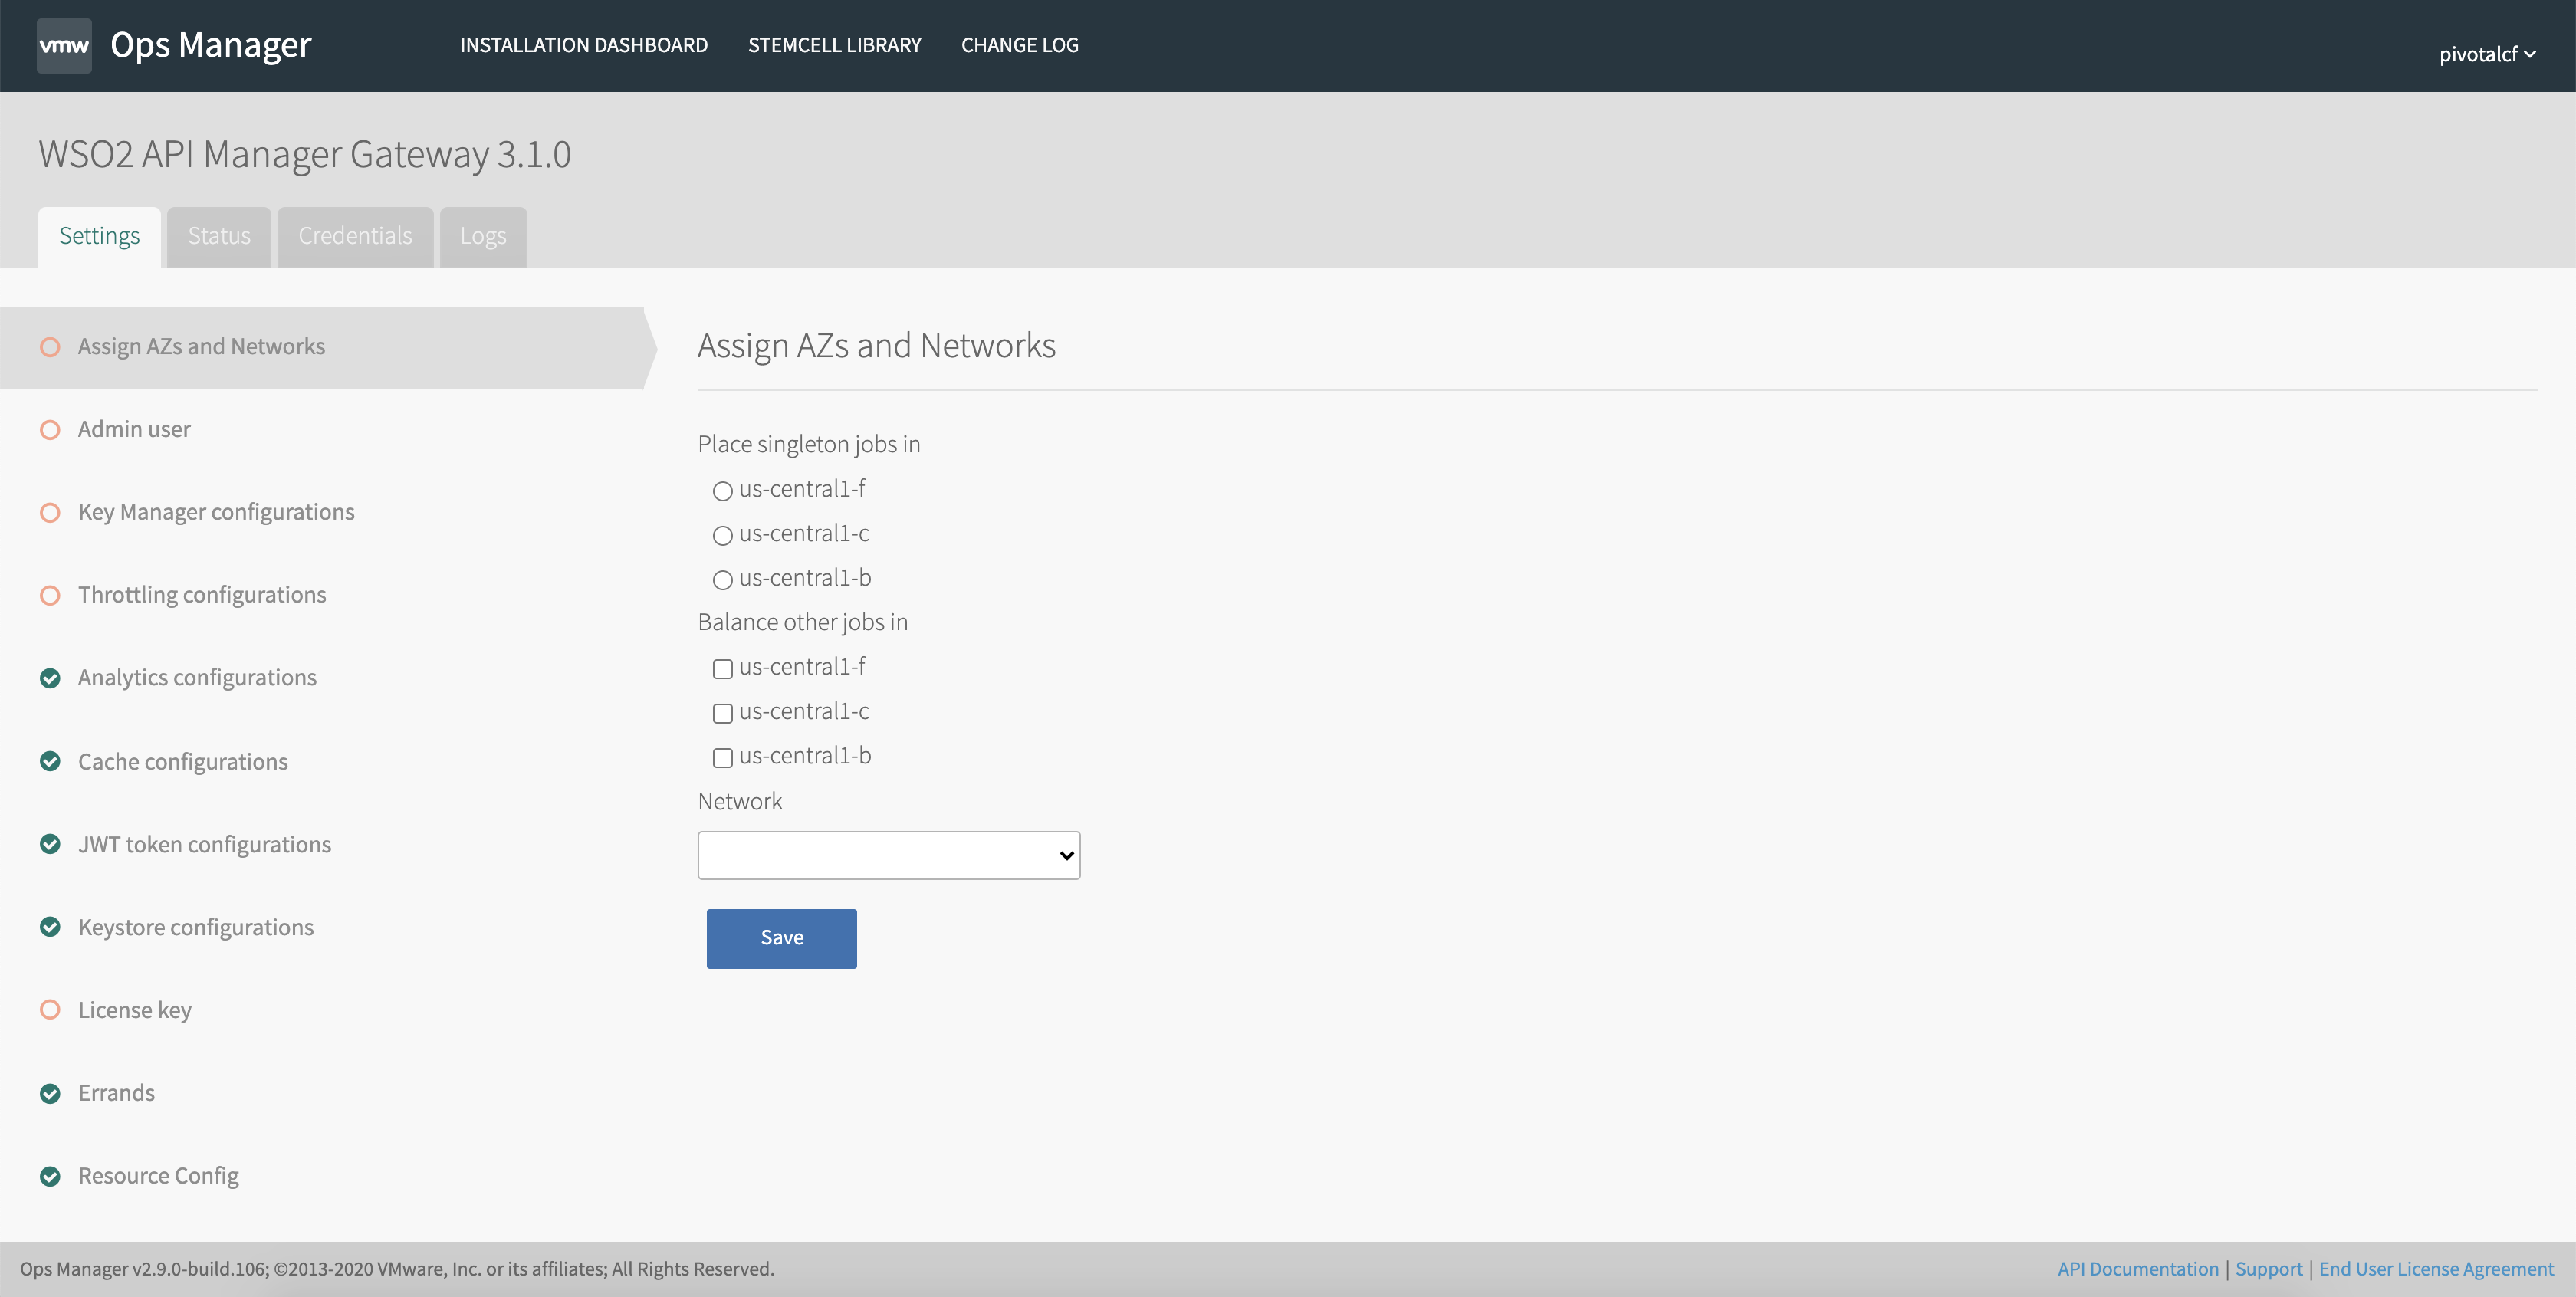 vmw Ops Manager INSTALLATION DASHBOARD STEMCELL LIBRARY CHANGE LOG pivotalcf
WSO2 API Manager Gateway 3.1.0
Settings Status Credentials Logs
Assign AZs and Networks
Admin user
Key Manager configurations
Throttling configurations
Analytics configurations
Cache configurations
JWT token configurations
Keystore configurations
License key
Errands
Resource Config
Assign AZs and Networks
Place singleton jobs in
us-central1-f
us-central1-c
us-central1-b
Balance other jobs in
us-central1-f
us-central1-c
us-central1-b
Network
Save
Ops Manager v2.9.0-build.106; ©2013-2020 VMware, Inc. or its affiliates; All Rights Reserved. API Documentation | Support | End User License Agreement